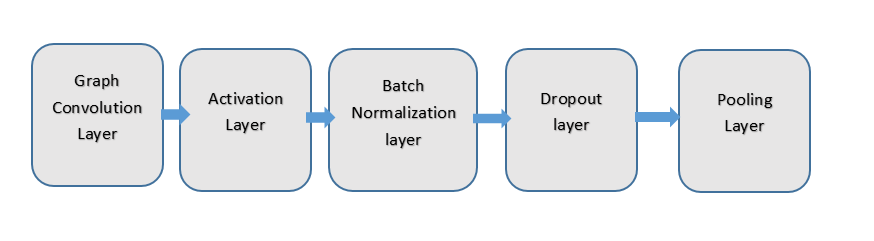 Graph
Convolution
Layer
Activation
Layer
Batch
Normalization
layer
Dropout
layer
Pooling
Layer